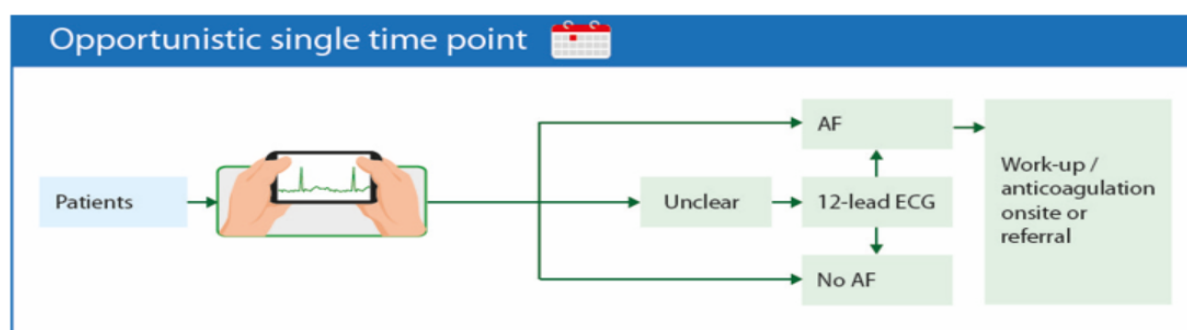 Opportunistic single time point
AF
Patients
Unclear
12-lead ECG
No AF
Work-up /
anticoagulation
onsite or
referral